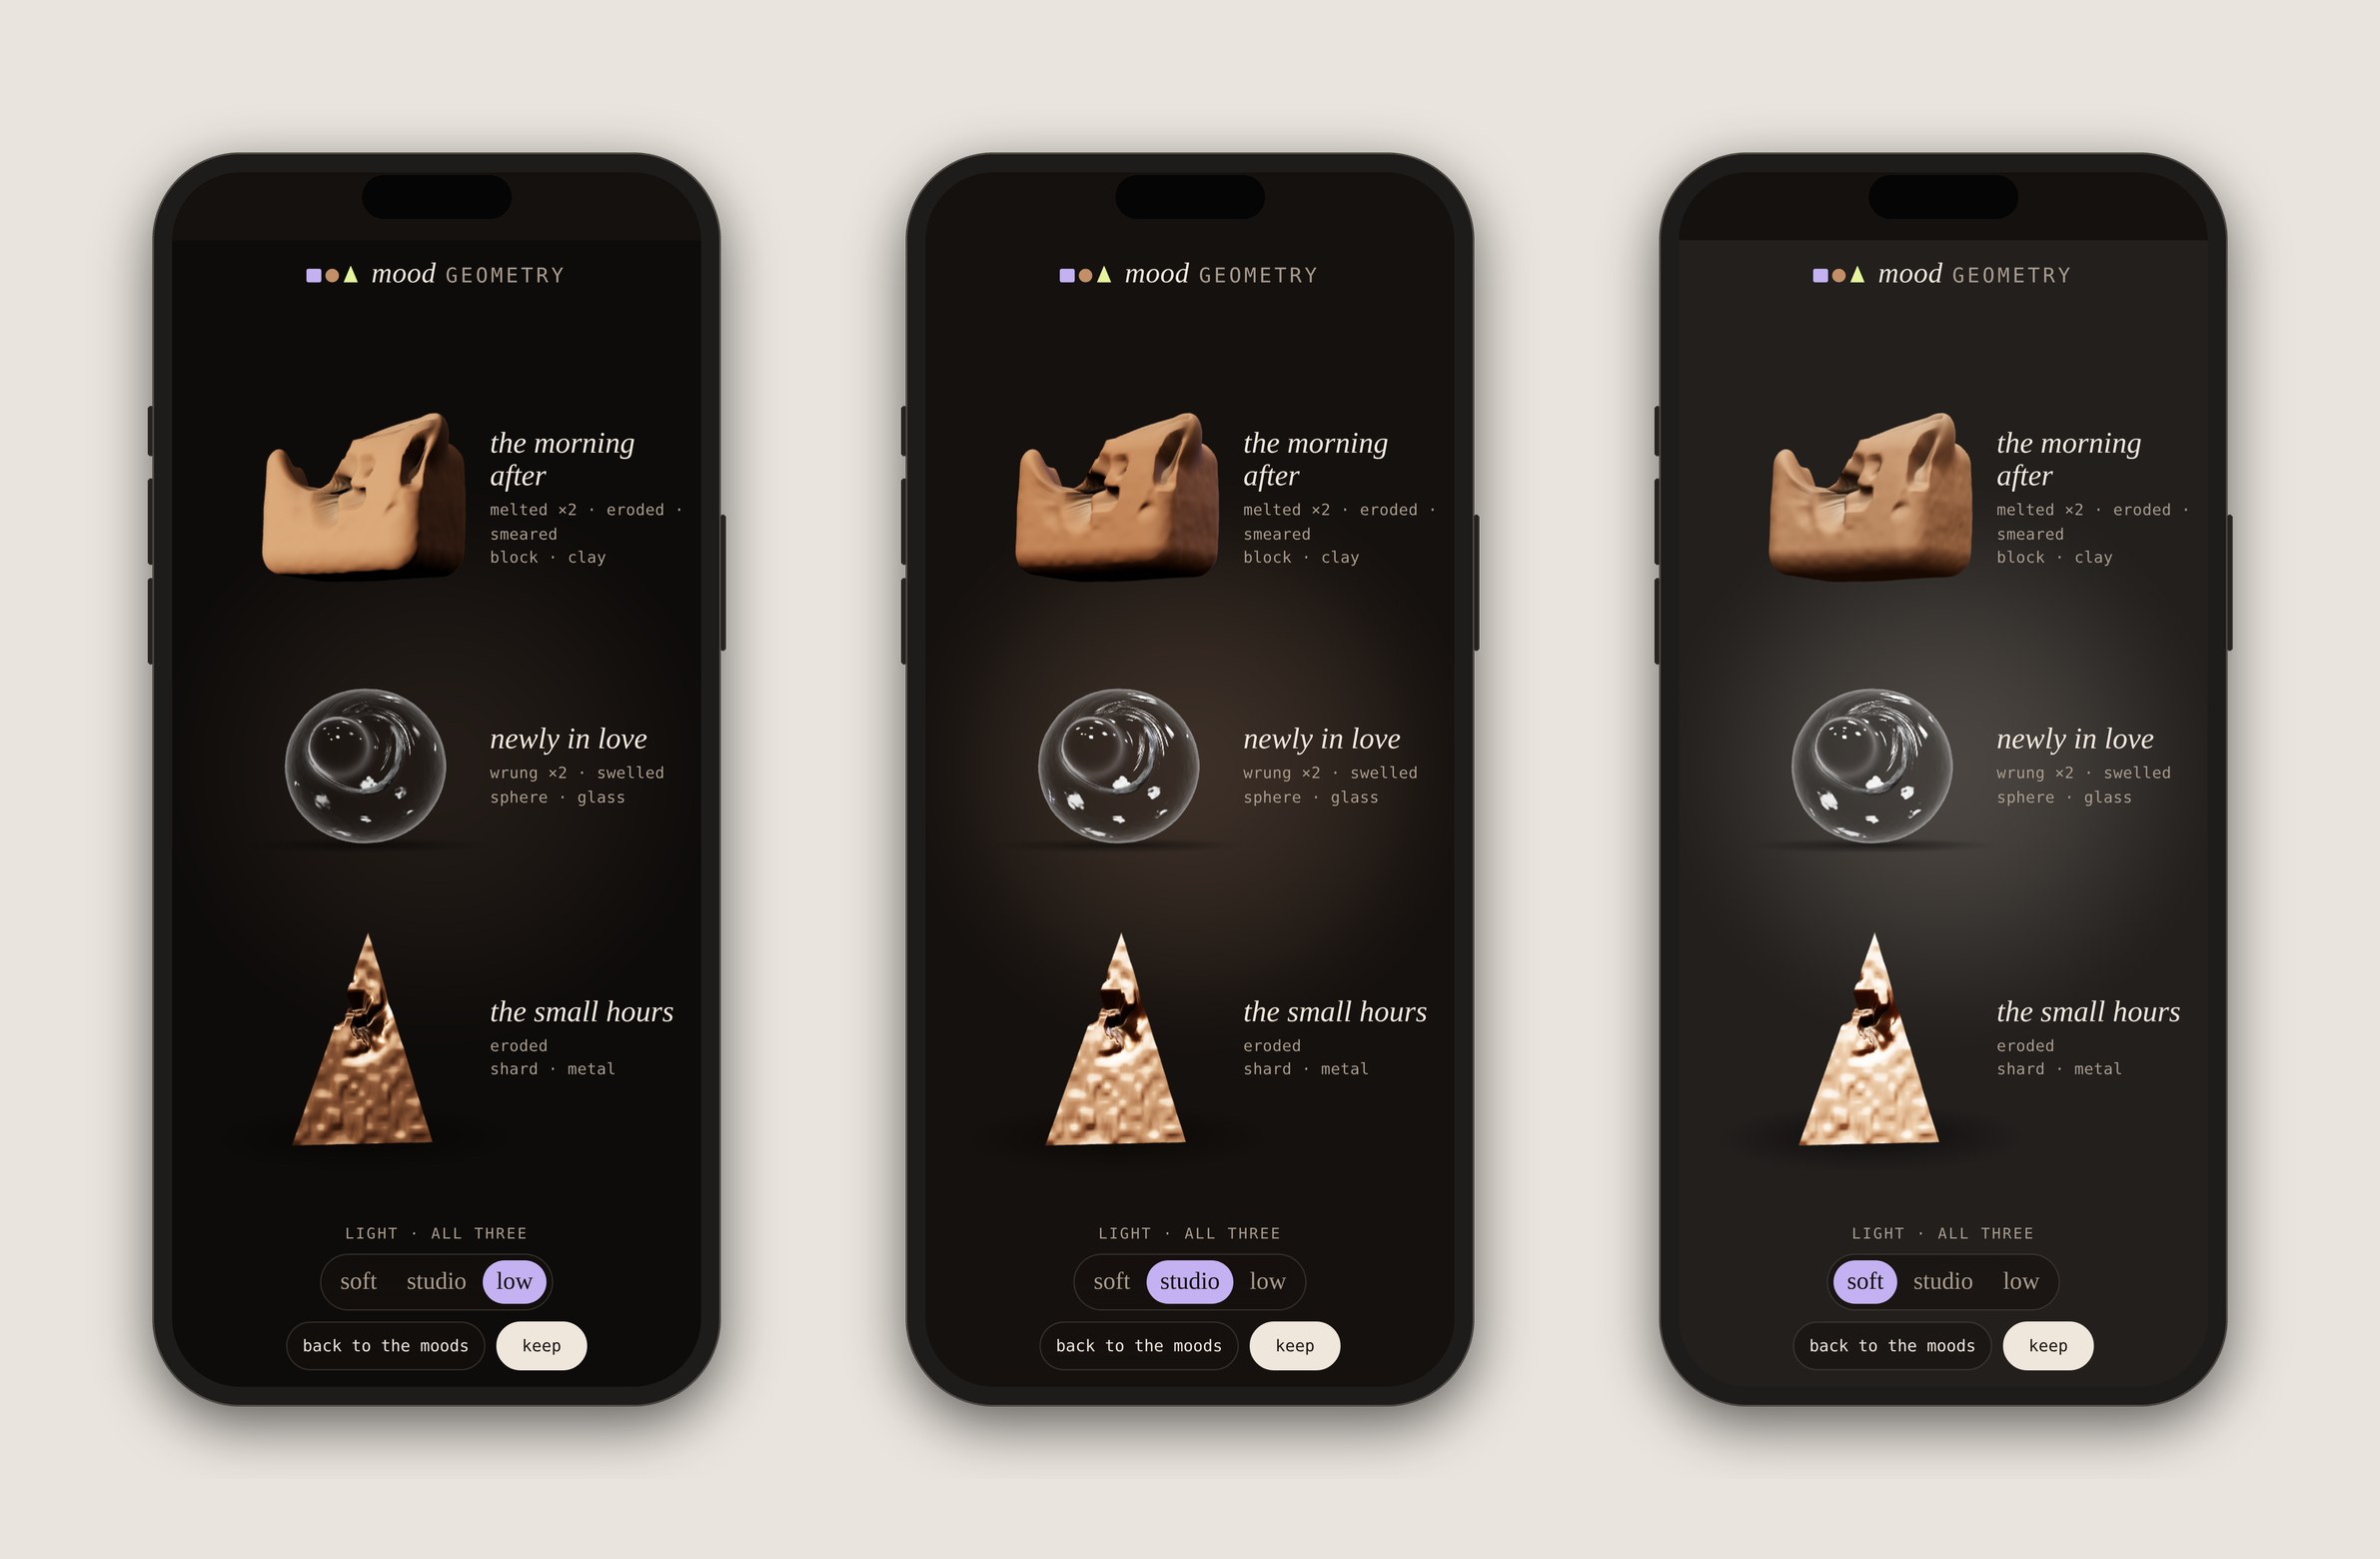 mood GEOMETRY
the morning
after
melted ×2 · eroded ·
smeared
block · clay
newly in love
wrung ×2 · swelled
sphere · glass
the small hours
eroded
shard · metal
LIGHT · ALL THREE
soft studio low
back to the moods keep
mood GEOMETRY
the morning
after
melted ×2 · eroded ·
smeared
block · clay
newly in love
wrung ×2 · swelled
sphere · glass
the small hours
eroded
shard · metal
LIGHT · ALL THREE
soft studio low
back to the moods keep
mood GEOMETRY
the morning
after
melted ×2 · eroded ·
smeared
block · clay
newly in love
wrung ×2 · swelled
sphere · glass
the small hours
eroded
shard · metal
LIGHT · ALL THREE
soft studio low
back to the moods keep